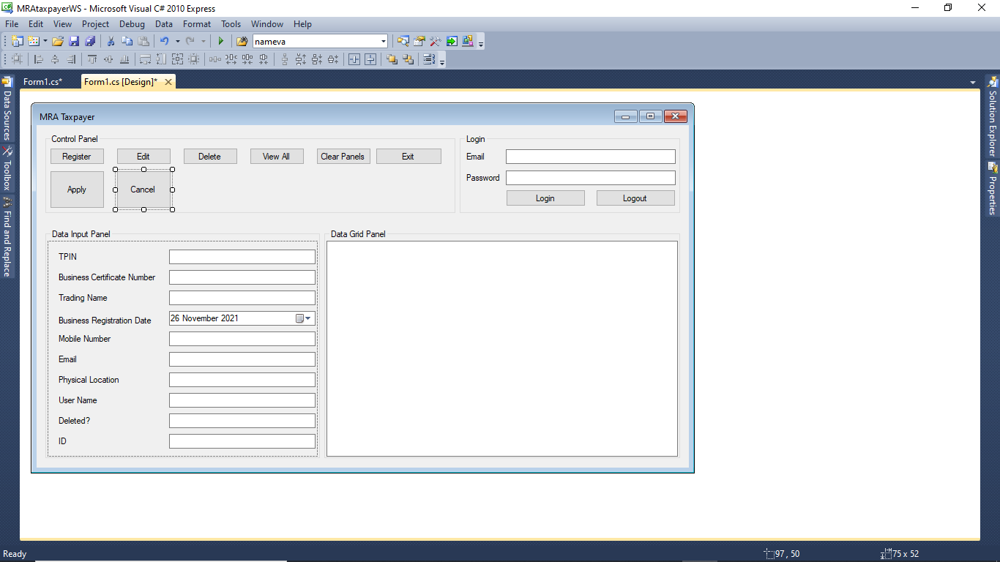 MRAtaxpayerWS - Microsoft Visual C# 2010 Express
File Edit View Project Debug Data Format Tools Window Help
nameva
Form1.cs* Form1.cs [Design]*
Data Sources
Toolbox
Find and Replace
MRA Taxpayer
Control Panel
Register Edit Delete View All Clear Panels Exit
Apply Cancel
Login
Email
Password
Login Logout
Data Input Panel
TPIN
Business Certificate Number
Trading Name
Business Registration Date 26 November 2021
Mobile Number
Email
Physical Location
User Name
Deleted?
ID
Data Grid Panel
Solution Explorer
Properties
Ready 97 , 50 75 x 52